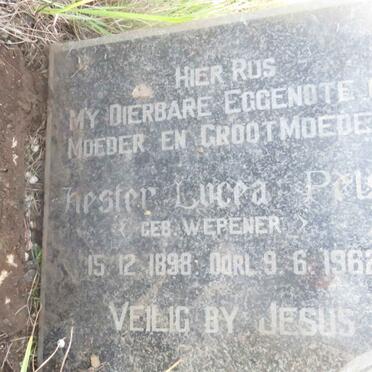 HIER RUS
MY DIERBARE EGGENOTE
MOEDER EN GROOTMOEDE
Hester Lucea
( GEB. WEPENER )
15.12.1898 OORL. 9.6.1962
VEILIG BY JESUS